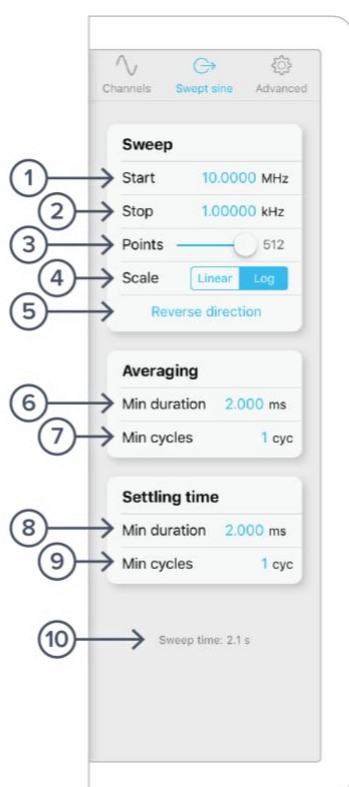 Channels Swept sine Advanced
Sweep
1 Start 10.0000 MHz
2 Stop 1.00000 kHz
3 Points 512
4 Scale Linear Log
5 Reverse direction
Averaging
6 Min duration 2.000 ms
7 Min cycles 1 cyc
Settling time
8 Min duration 2.000 ms
9 Min cycles 1 cyc
10 Sweep time: 2.1 s